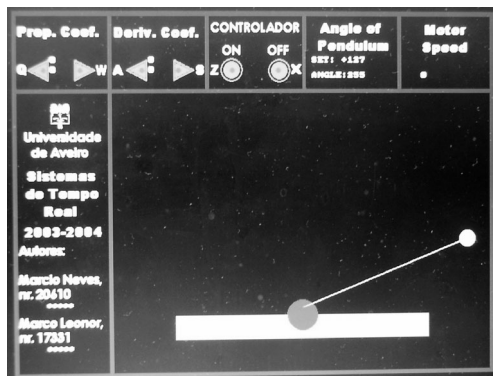 Prop. Coef.
Q W
Deriv. Coef.
A S
CONTROLADOR
ON OFF
Z X
Angle of
Pendulum
SET: +127
ANGLE:255
Motor
Speed
Universidade
de Aveiro
Sistemas
de Tempo
Real
2003-2004
Autores:
Marcio Neves,
nr. 20610
Marco Leonor,
nr. 17331